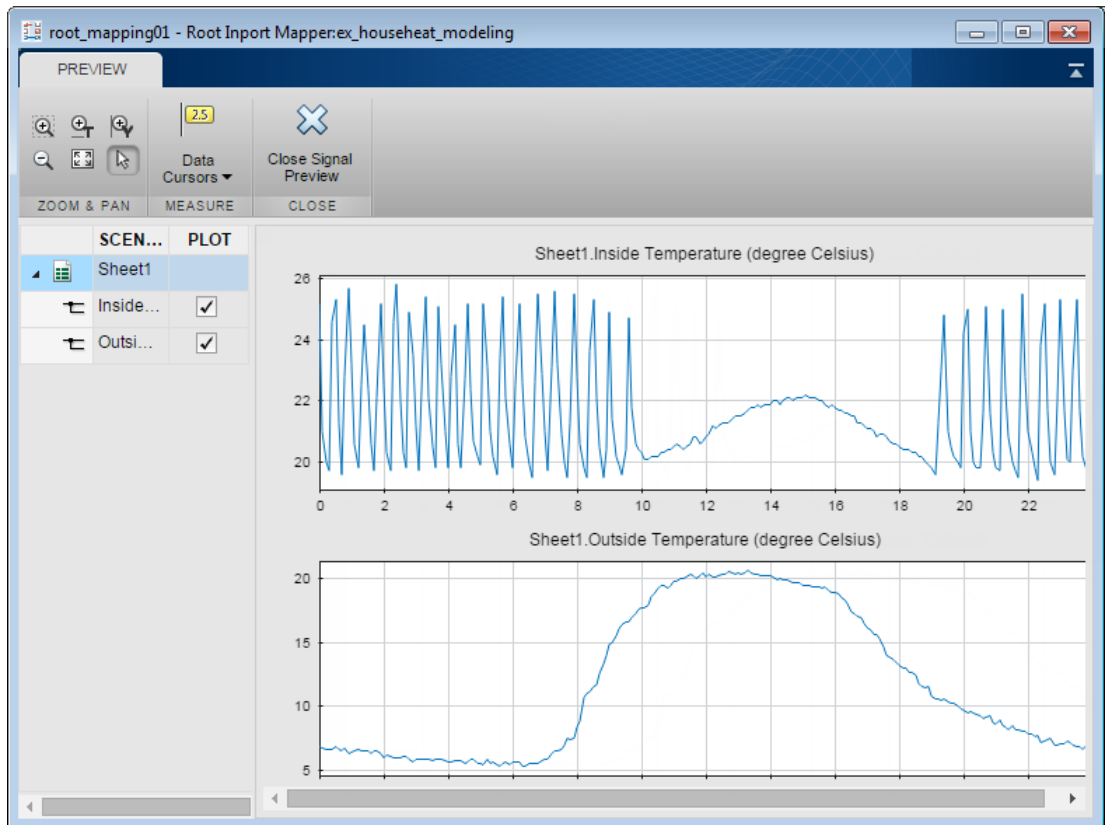 root_mapping01 - Root Inport Mapper:ex_househeat_modeling
PREVIEW
2.5
Data
Cursors
Close Signal
Preview
ZOOM & PAN MEASURE CLOSE
SCEN... PLOT
Sheet1
Inside...
Outsi...
Sheet1.Inside Temperature (degree Celsius)
26
24
22
20
0 2 4 6 8 10 12 14 16 18 20 22
Sheet1.Outside Temperature (degree Celsius)
20
15
10
5